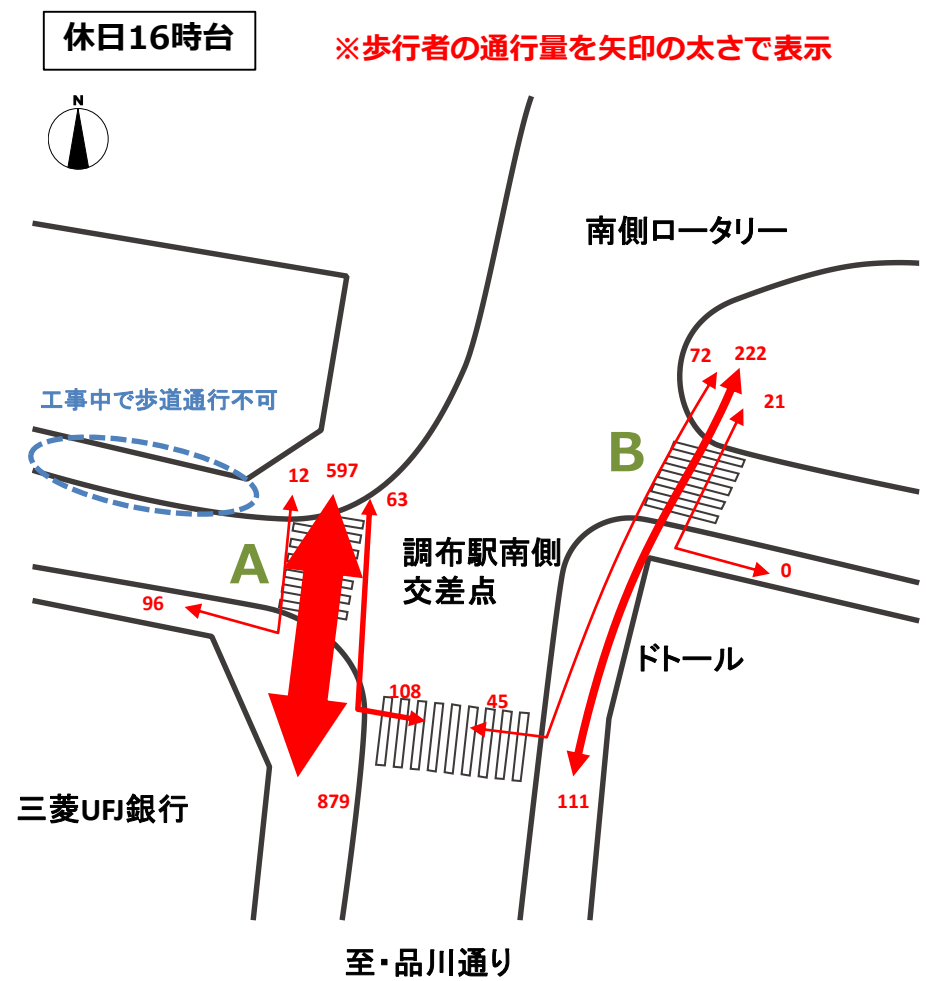 休日16時台
※歩行者の通行量を矢印の太さで表示
N
南側ロータリー
72
222
21
工事中で歩道通行不可
B
12
597
63
A
調布駅南側
交差点
0
96
ドトール
108
45
879
111
三菱UFJ銀行
至・品川通り